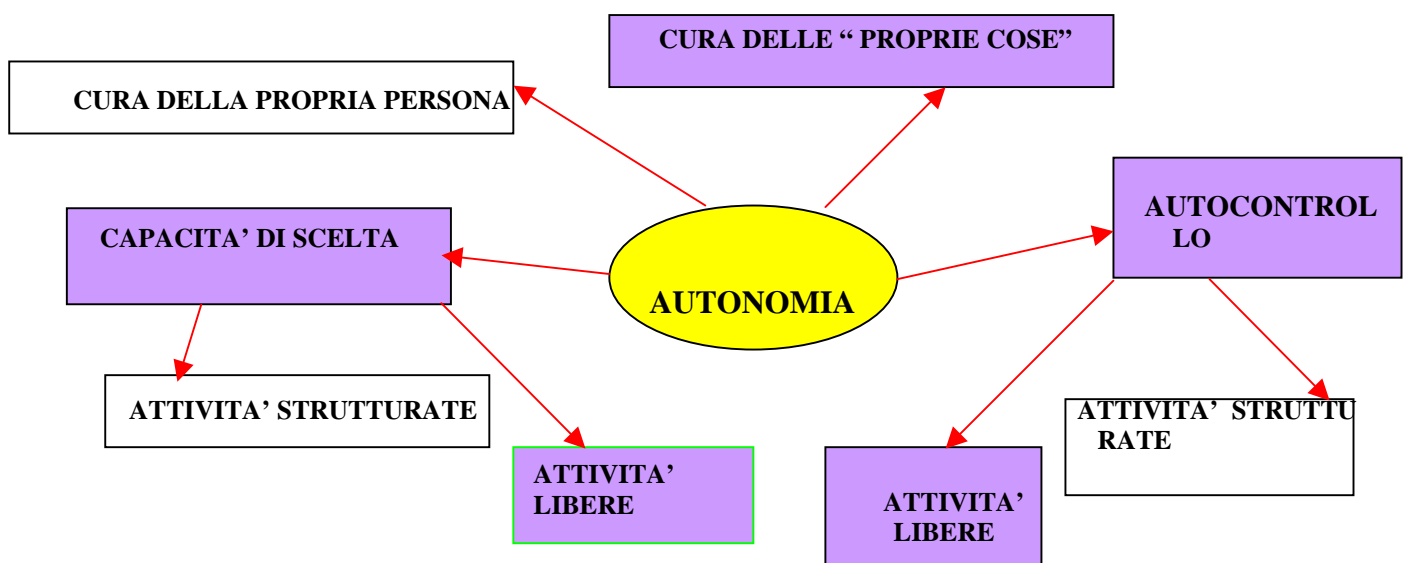 CURA DELLE “ PROPRIE COSE”
CURA DELLA PROPRIA PERSONA
AUTOCONTROL
LO
CAPACITA’ DI SCELTA
AUTONOMIA
ATTIVITA’ STRUTTURATE
ATTIVITA’ STRUTTU
RATE
ATTIVITA’
LIBERE
ATTIVITA’
LIBERE